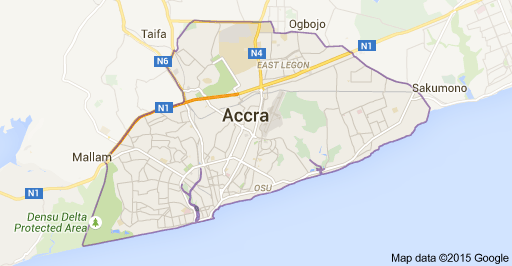 Ogbojo
Taifa
N1
N4
N6
EAST LEGON
Sakumono
N1
Accra
Mallam
OSU
N1
Densu Delta
Protected Area
Map data ©2015 Google